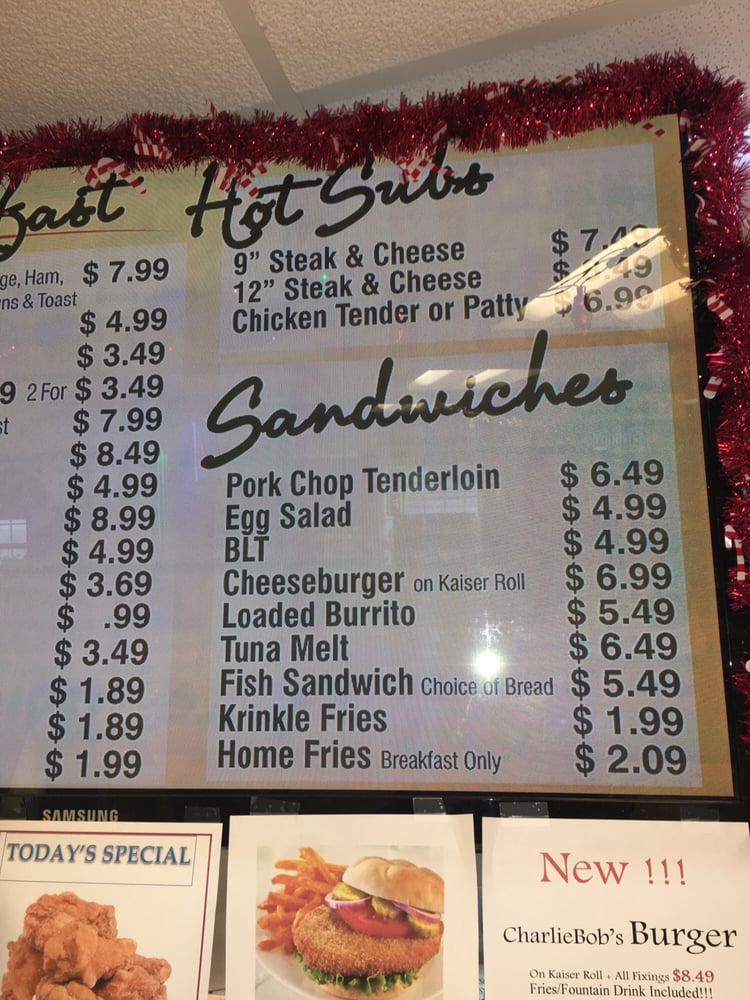 fast
ge, Ham, $ 7.99
ns & Toast
$ 4.99
$ 3.49
9 2 For $ 3.49
st $ 7.99
$ 8.49
$ 4.99
$ 8.99
$ 4.99
$ 3.69
$ .99
$ 3.49
$ 1.89
$ 1.89
$ 1.99
Hot Subs
9" Steak & Cheese $ 7.49
12" Steak & Cheese
Chicken Tender or Patty $ 6.99
Sandwiches
Pork Chop Tenderloin $ 6.49
Egg Salad $ 4.99
BLT $ 4.99
Cheeseburger on Kaiser Roll $ 6.99
Loaded Burrito $ 5.49
Tuna Melt $ 6.49
Fish Sandwich Choice of Bread $ 5.49
Krinkle Fries $ 1.99
Home Fries Breakfast Only $ 2.09
SAMSUNG
TODAY'S SPECIAL
New !!!
CharlieBob's Burger
On Kaiser Roll + All Fixings $8.49
Fries/Fountain Drink Included!!!